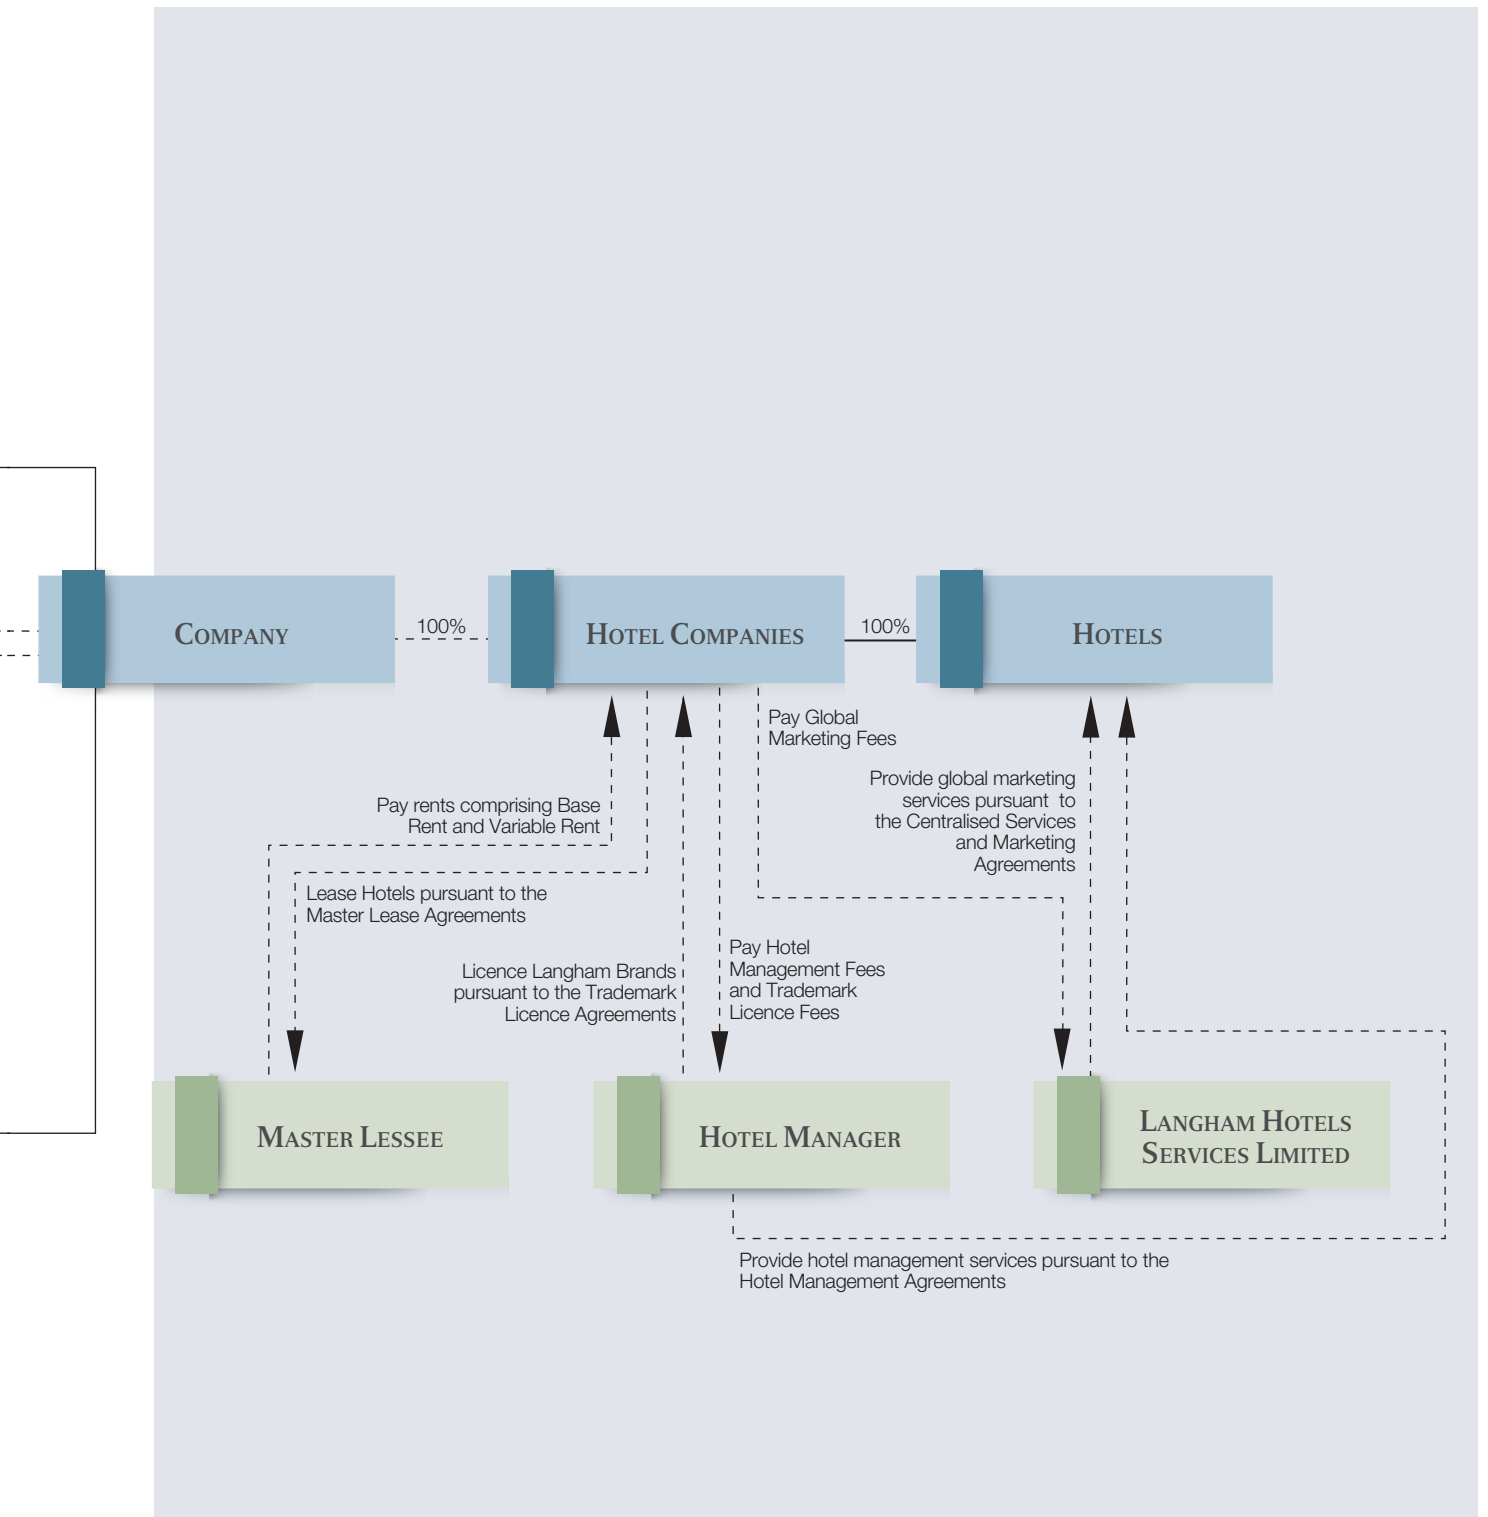 COMPANY
100%
HOTEL COMPANIES
100%
HOTELS
Pay Global
Marketing Fees
Provide global marketing
services pursuant to
the Centralised Services
and Marketing
Agreements
Pay rents comprising Base
Rent and Variable Rent
Lease Hotels pursuant to the
Master Lease Agreements
Licence Langham Brands
pursuant to the Trademark
Licence Agreements
Pay Hotel
Management Fees
and Trademark
Licence Fees
MASTER LESSEE
HOTEL MANAGER
LANGHAM HOTELS
SERVICES LIMITED
Provide hotel management services pursuant to the
Hotel Management Agreements